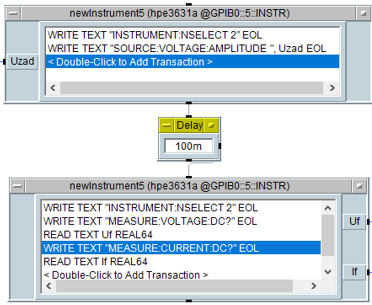 newInstrument5 (hpe3631a @GPIB0::5::INSTR)
Uzad
WRITE TEXT "INSTRUMENT:NSELECT 2" EOL
WRITE TEXT "SOURCE:VOLTAGE:AMPLITUDE ", Uzad EOL
< Double-Click to Add Transaction >
Delay
100m
newInstrument5 (hpe3631a @GPIB0::5::INSTR)
WRITE TEXT "INSTRUMENT:NSELECT 2" EOL
WRITE TEXT "MEASURE:VOLTAGE:DC?" EOL
READ TEXT Uf REAL64
WRITE TEXT "MEASURE:CURRENT:DC?" EOL
READ TEXT If REAL64
< Double-Click to Add Transaction >
Uf
If